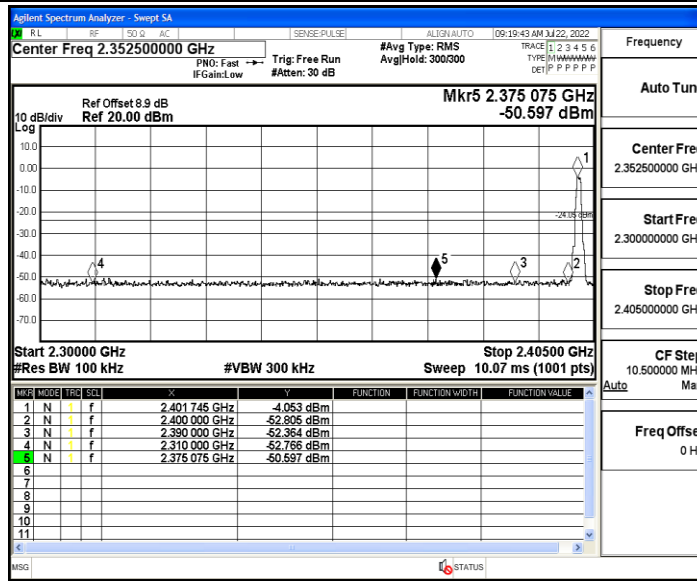 Agilent Spectrum Analyzer - Swept SA
RL RF 50 Ω AC SENSE:PULSE ALIGN AUTO 09:19:43 AM Jul 22, 2022
Center Freq 2.352500000 GHz
PNO: Fast Trig: Free Run
IFGain:Low #Atten: 30 dB
#Avg Type: RMS
Avg|Hold: 300/300
TRACE 1 2 3 4 5 6
TYPE M
DET P P P P P P
Ref Offset 8.9 dB
Mkr5 2.375 075 GHz
10 dB/div Ref 20.00 dBm -50.597 dBm
Log
10.0
0.00
-10.0
-20.0
-30.0
-40.0
-50.0
-60.0
-70.0
1
-24.05 dBm
4
5
3
2
Start 2.30000 GHz Stop 2.40500 GHz
#Res BW 100 kHz #VBW 300 kHz Sweep 10.07 ms (1001 pts)
MKR MODE TRC SCL X Y FUNCTION FUNCTION WIDTH FUNCTION VALUE
1 N 1 f 2.401 745 GHz -4.053 dBm
2 N 1 f 2.400 000 GHz -52.805 dBm
3 N 1 f 2.390 000 GHz -52.364 dBm
4 N 1 f 2.310 000 GHz -52.766 dBm
5 N 1 f 2.375 075 GHz -50.597 dBm
6
7
8
9
10
11
MSG STATUS
Frequency
Auto Tun
Center Fre
2.352500000 GH
Start Fre
2.300000000 GH
Stop Fre
2.405000000 GH
CF Step
10.500000 MH
Auto Ma
Freq Offse
0 H